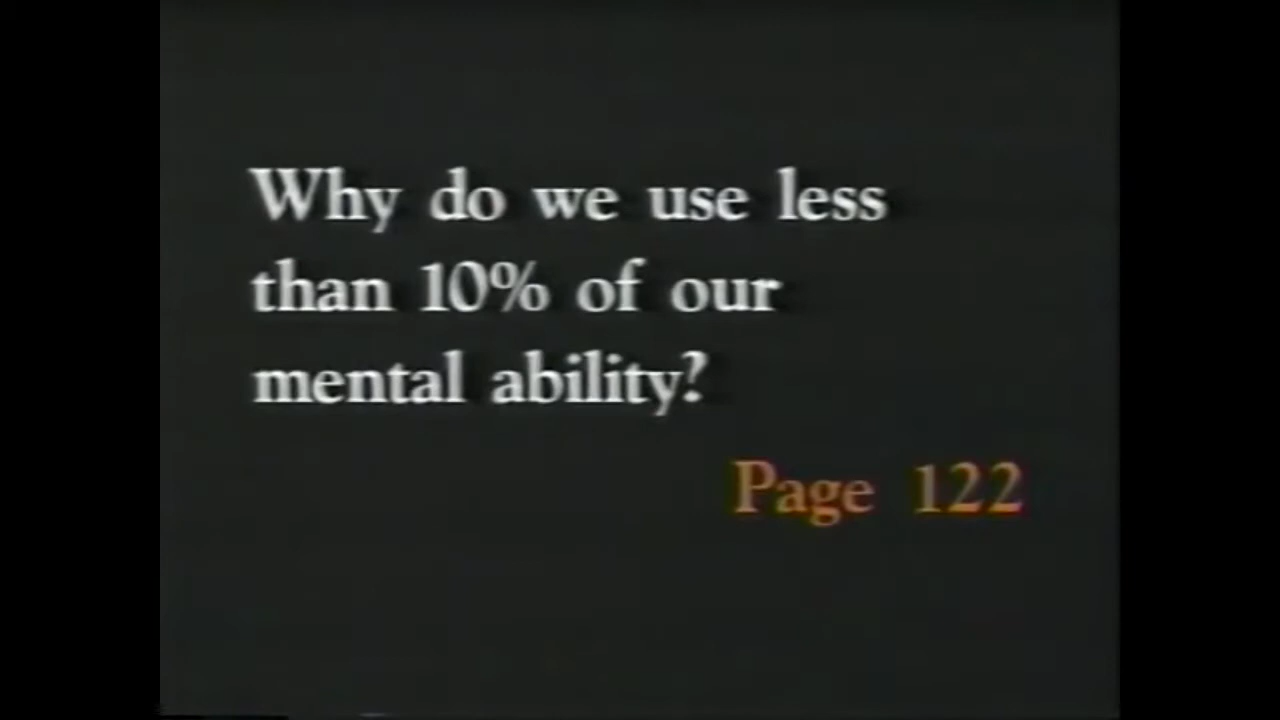 Why do we use less
than 10% of our
mental ability?
Page 122